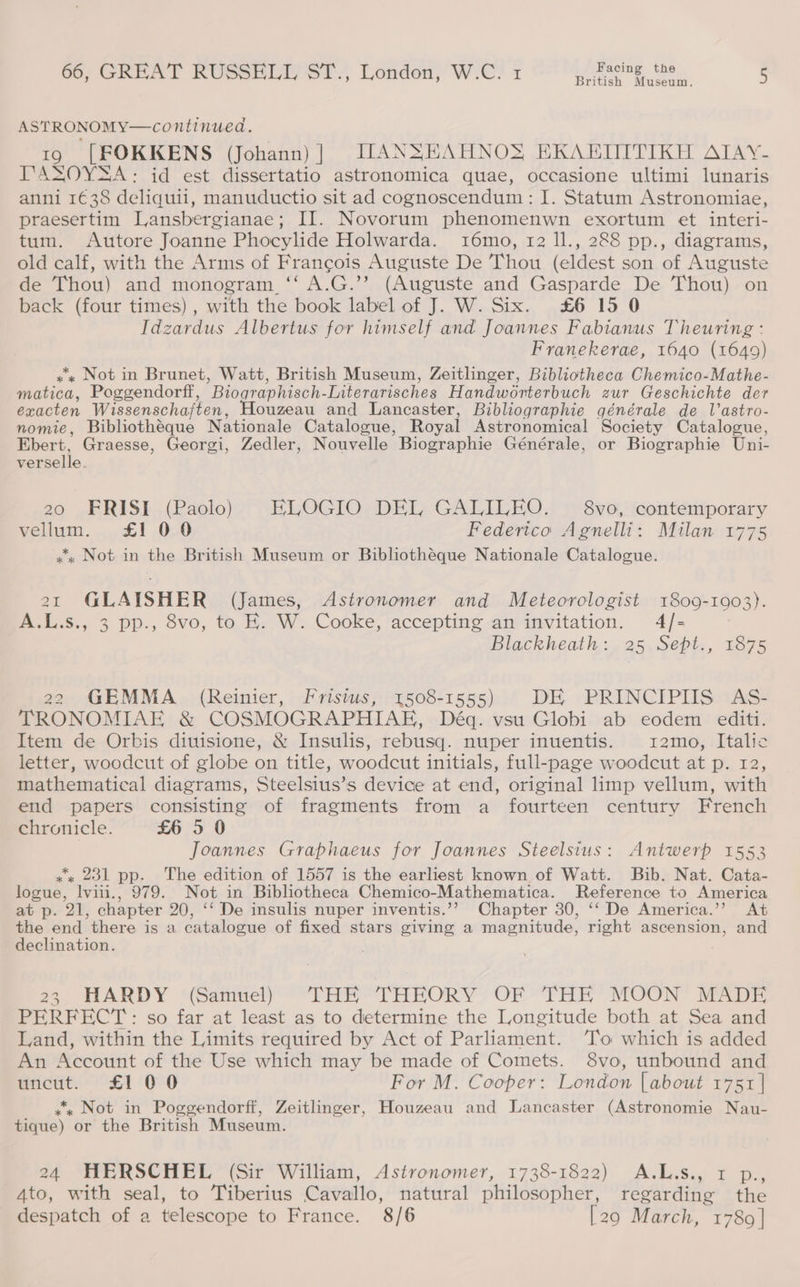 66, GREAT RUSSELL ST., London, W.C. 1 Facing the British Museum. 5
ASTRONOMY—continued.
19 [FOKKENS (Johann)] ΠΑΝΣΕΛΗΝΟΣ ΕΚΛΕΙΠΤΙΚΗ ΔΙΑΥ-
ΓΑΖΟΥΣΑ: id est dissertatio astronomica quae, occasione ultimi lunaris
anni 1638 deliquii, manuductio sit ad cognoscendum: I. Statum Astronomiae,
praesertim Lansbergianae; II. Novorum phenomenwn exortum et interi-
tum. Autore Joanne Phocylide Holwarda. 16mo, 12 ll., 288 pp., diagrams,
old calf, with the Arms of François Auguste De Thou (eldest son of Auguste
de Thou) and monogram “ A.G.” (Auguste and Gasparde De Thou) on
back (four times), with the book label of J. W. Six. £6 15 0
Idzardus Albertus for himself and Joannes Fabianus Theuring:
Franekerae, 1640 (1649)
*** Not in Brunet, Watt, British Museum, Zeitlinger, Bibliotheca Chemico-Mathe-
matica, Poggendorff, Biographisch-Literarisches Handwörterbuch zur Geschichte der
exacten Wissenschaften, Houzeau and Lancaster, Bibliographie générale de l’astro-
nomie, Bibliothèque Nationale Catalogue, Royal Astronomical Society Catalogue,
Ebert, Graesse, Georgi, Zedler, Nouvelle Biographie Générale, or Biographie Uni-
verselle.
20 FRISI (Paolo) ELOGIO DEL GALILEO. 8vo, contemporary
vellum. £1 0 0 Federico Agnelli: Milan 1775
*** Not in the British Museum or Bibliothèque Nationale Catalogue.
21 GLAISHER (James, Astronomer and Meteorologist 1809-1903).
A.L.s., 3 pp., 8vo, to E. W. Cooke, accepting an invitation. 4/-
Blackheath: 25 Sept., 1875
22 GEMMA (Reinier, Frisius, 1508-1555) DE PRINCIPIIS AS-
TRONOMIAE & COSMOGRAPHIAE, Déq. vsu Globi ab eodem editi.
Item de Orbis diuisione, & Insulis, rebusq. nuper inuentis. 12mo, Italic
letter, woodcut of globe on title, woodcut initials, full-page woodcut at p. 12,
mathematical diagrams, Steelsius’s device at end, original limp vellum, with
end papers consisting of fragments from a fourteen century French
chronicle. £6 5 0
Joannes Graphaeus for Joannes Steelsius: Antwerp 1553
*** 231 pp. The edition of 1557 is the earliest known of Watt. Bib. Nat. Cata-
logue, lviii., 979. Not in Bibliotheca Chemico-Mathematica. Reference to America
at p. 21, chapter 20, “ De insulis nuper inventis.” Chapter 30, “ De America.” At
the end there is a catalogue of fixed stars giving a magnitude, right ascension, and
declination.
23 HARDY (Samuel) THE THEORY OF THE MOON MADE
PERFECT: so far at least as to determine the Longitude both at Sea and
Land, within the Limits required by Act of Parliament. To which is added
An Account of the Use which may be made of Comets. 8vo, unbound and
uncut. £1 0 0 For M. Cooper: London [about 1751]
*** Not in Poggendorff, Zeitlinger, Houzeau and Lancaster (Astronomie Nau-
tique) or the British Museum.
24 HERSCHEL (Sir William, Astronomer, 1738-1822) A.L.s., 1 p.,
4to, with seal, to Tiberius Cavallo, natural philosopher, regarding the
despatch of a telescope to France. 8/6 [29 March, 1789]